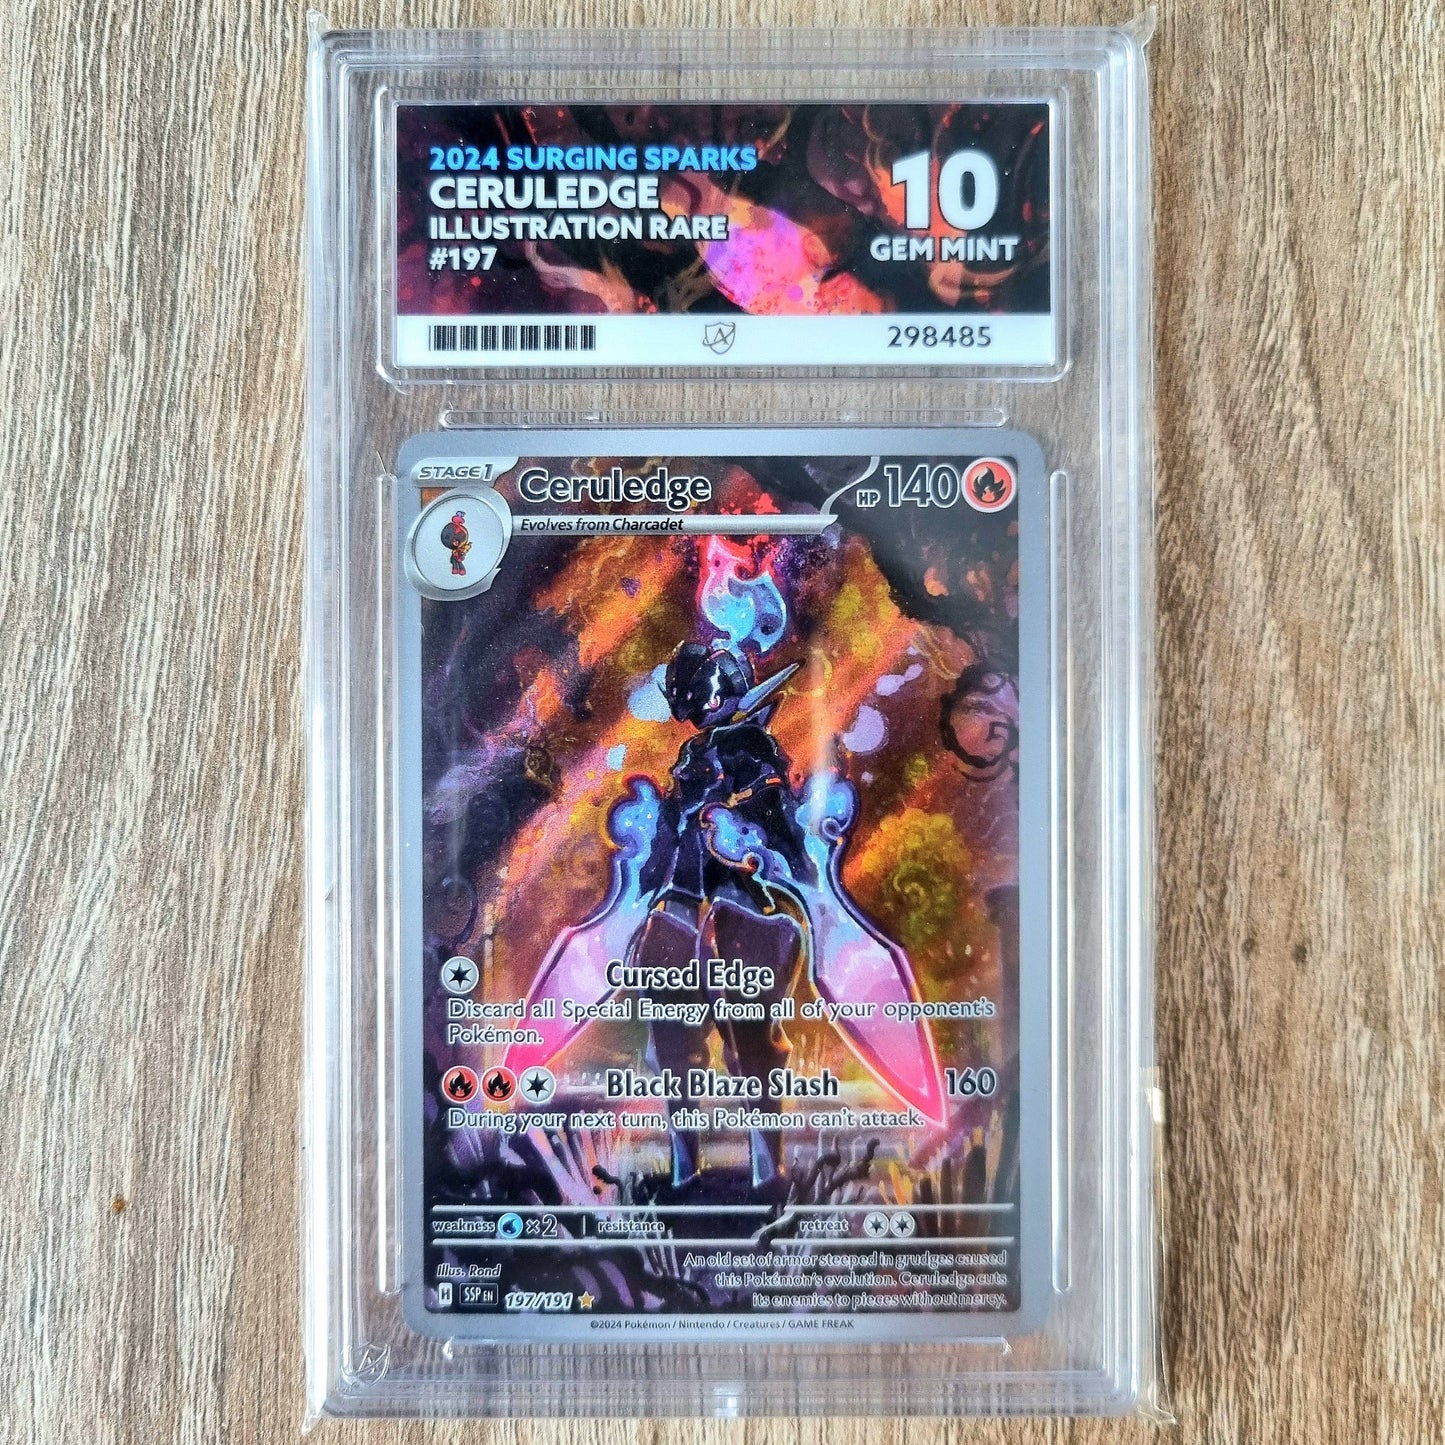 2024 SURGING SPARKS
CERULEDGE
ILLUSTRATION RARE
#197
10
GEM MINT
298485
STAGE 1
Ceruledge
HP 140
Evolves from Charcadet
Cursed Edge
Discard all Special Energy from all of your opponent's
Pokémon.
Black Blaze Slash 160
During your next turn, this Pokémon can't attack.
weakness ×2 resistance retreat
An old set of armor steeped in grudges caused
this Pokémon's evolution. Ceruledge cuts
its enemies to pieces without mercy.
Illus. Rond
H SSP EN 197/191
©2024 Pokémon / Nintendo / Creatures / GAME FREAK